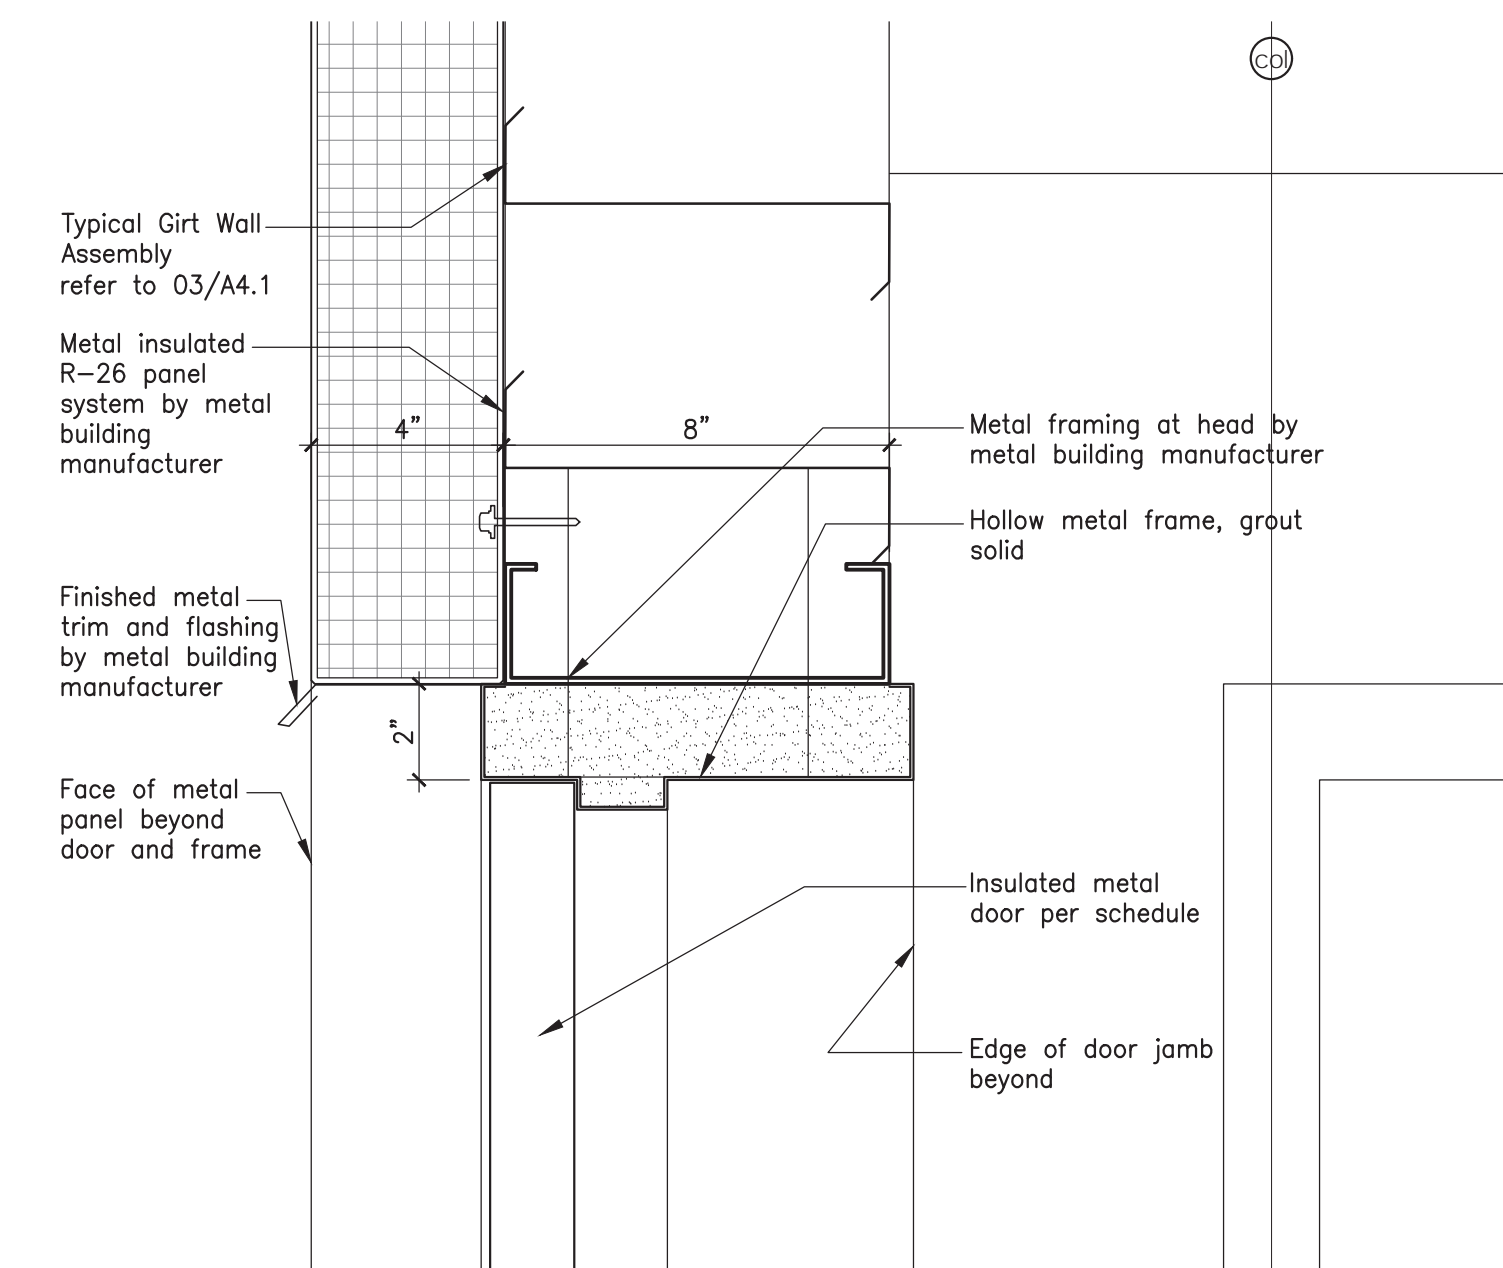 col
Typical Girt Wall
Assembly
refer to 03/A4.1
Metal insulated
R-26 panel
system by metal
building
manufacturer
4"
8"
Metal framing at head by
metal building manufacturer
Hollow metal frame, grout
solid
Finished metal
trim and flashing
by metal building
manufacturer
2"
Face of metal
panel beyond
door and frame
Insulated metal
door per schedule
Edge of door jamb
beyond